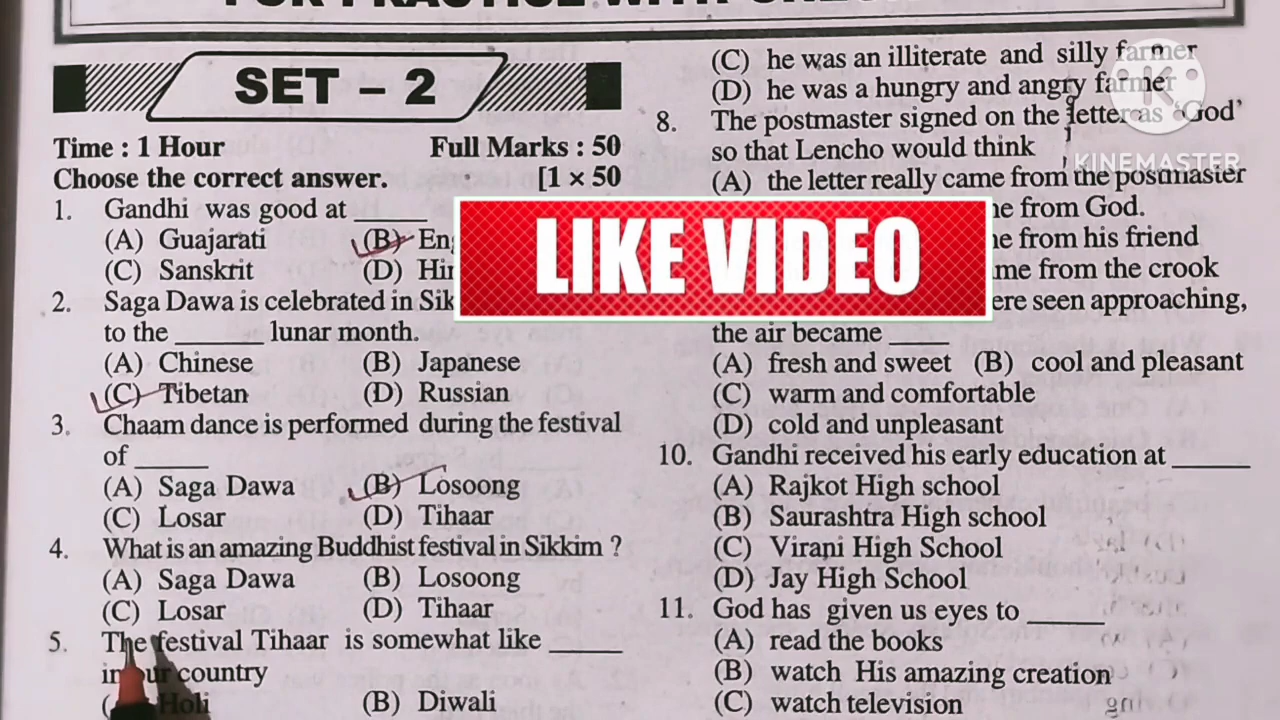 SET – 2
Time : 1 Hour Full Marks : 50
Choose the correct answer. [1 × 50
1. Gandhi was good at ______
(A) Guajarati (B)
(C) Sanskrit (D)
2. Saga Dawa is celebrated in
to the ______ lunar month.
(A) Chinese (B) Japanese
(C) Tibetan (D) Russian
3. Chaam dance is performed during the festival
of ______
(A) Saga Dawa (B) Losoong
(C) Losar (D) Tihaar
4. What is an amazing Buddhist festival in Sikkim ?
(A) Saga Dawa (B) Losoong
(C) Losar (D) Tihaar
5. The festival Tihaar is somewhat like ______
country
Holi (B) Diwali
(C) he was an illiterate and silly farmer
(D) he was a hungry and angry farmer
8. The postmaster signed on the letter as ‘God’
so that Lencho would think
(A) the letter really came from the postmaster
from God.
from his friend
from the crook
seen approaching,
the air became ______
(A) fresh and sweet (B) cool and pleasant
(C) warm and comfortable
(D) cold and unpleasant
10. Gandhi received his early education at ______
(A) Rajkot High school
(B) Saurashtra High school
(C) Virani High School
(D) Jay High School
11. God has given us eyes to ______
(A) read the books
(B) watch His amazing creation
(C) watch television
LIKE VIDEO
K
KINEMASTER